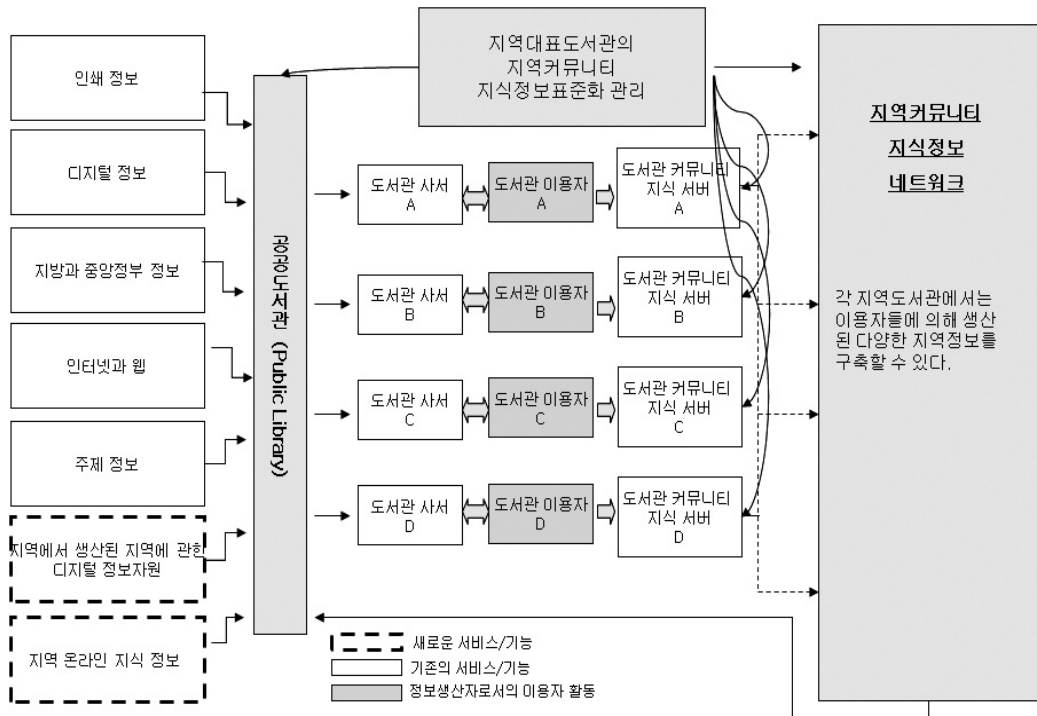 지역대표도서관의
지역커뮤니티
지식정보표준화 관리
인쇄 정보
디지털 정보
지방과 중앙정부 정보
인터넷과 웹
주제 정보
지역에서 생산된 지역에 관한
디지털 정보자원
지역 온라인 지식 정보
공공도서관 (Public Library)
도서관 사서
A
도서관 이용자
A
도서관 커뮤니티
지식 서버
A
도서관 사서
B
도서관 이용자
B
도서관 커뮤니티
지식 서버
B
도서관 사서
C
도서관 이용자
C
도서관 커뮤니티
지식 서버
C
도서관 사서
D
도서관 이용자
D
도서관 커뮤니티
지식 서버
D
지역커뮤니티
지식정보
네트워크
각 지역도서관에서는
이용자들에 의해 생산
된 다양한 지역정보를
구축할 수 있다.
새로운 서비스/기능
기존의 서비스/기능
정보생산자로서의 이용자 활동